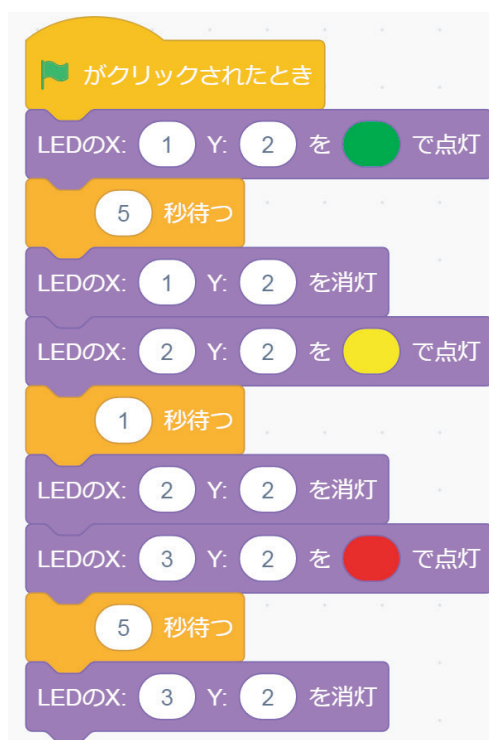 がクリックされたとき
LEDのX: 1 Y: 2 を で点灯
5 秒待つ
LEDのX: 1 Y: 2 を消灯
LEDのX: 2 Y: 2 を で点灯
1 秒待つ
LEDのX: 2 Y: 2 を消灯
LEDのX: 3 Y: 2 を で点灯
5 秒待つ
LEDのX: 3 Y: 2 を消灯